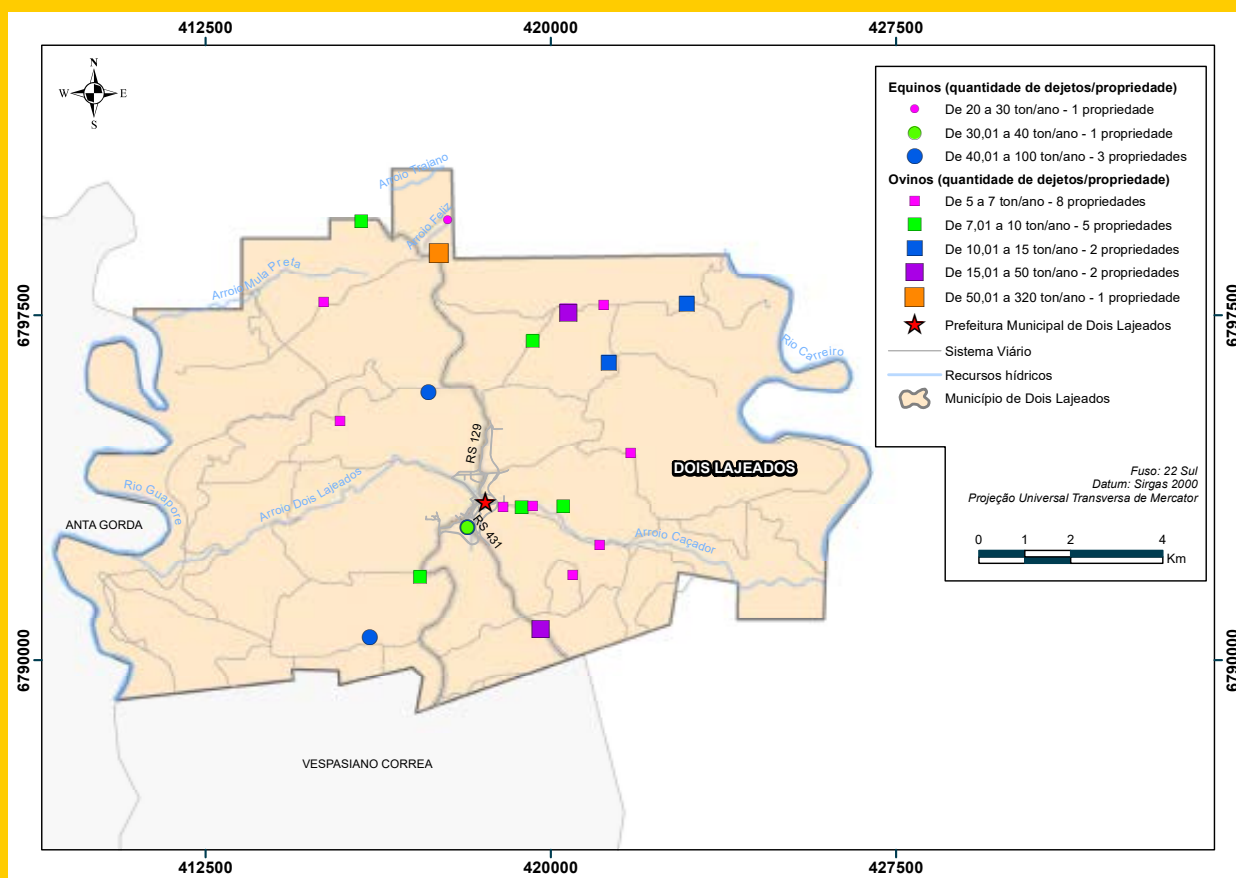 412500
420000
427500
N
W
E
S
Equinos (quantidade de dejetos/propriedade)
De 20 a 30 ton/ano - 1 propriedade
De 30,01 a 40 ton/ano - 1 propriedade
De 40,01 a 100 ton/ano - 3 propriedades
Ovinos (quantidade de dejetos/propriedade)
De 5 a 7 ton/ano - 8 propriedades
De 7,01 a 10 ton/ano - 5 propriedades
De 10,01 a 15 ton/ano - 2 propriedades
De 15,01 a 50 ton/ano - 2 propriedades
De 50,01 a 320 ton/ano - 1 propriedade
Prefeitura Municipal de Dois Lajeados
Sistema Viário
Recursos hídricos
Município de Dois Lajeados
Fuso: 22 Sul
Datum: Sirgas 2000
Projeção Universal Transversa de Mercator
0 1 2 4
Km
Arroio Traiano
Arroio Feliz
Arroio Mula Preta
6797500
6797500
Rio Carreiro
RS 129
DOIS LAJEADOS
Rio Guaporé
Arroio Dois Lajeados
ANTA GORDA
RS 431
Arroio Caçador
6790000
6790000
VESPASIANO CORREA
412500
420000
427500